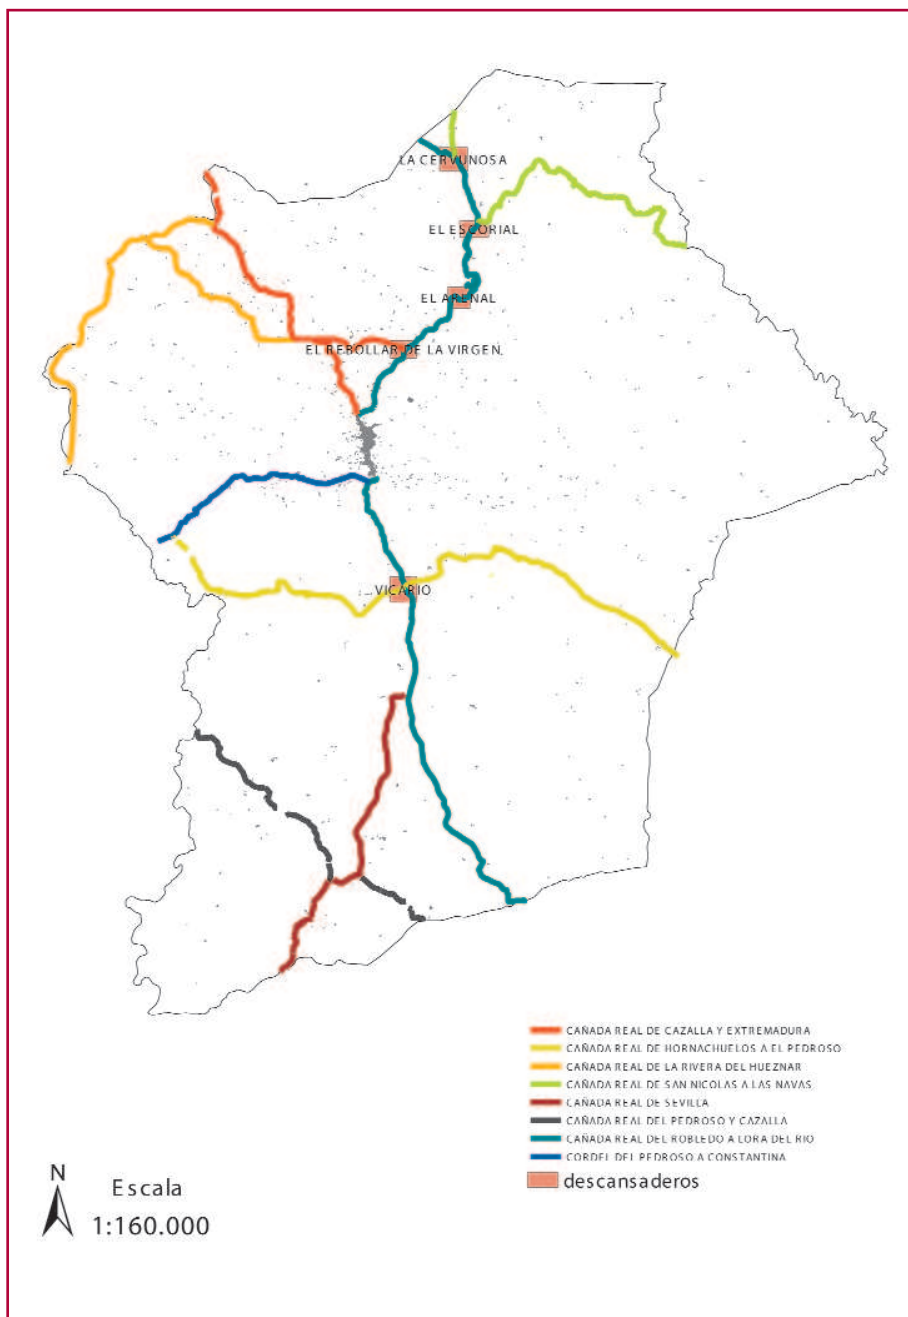 LA CERVUNOSA
EL ESCORIAL
EL ARENAL
EL REBOLLAR DE LA VIRGEN.
VICARIO
CAÑADA REAL DE CAZALLA Y EXTREMADURA
CAÑADA REAL DE HORNACHUELOS A EL PEDROSO
CAÑADA REAL DE LA RIVERA DEL HUEZNAR
CAÑADA REAL DE SAN NICOLAS A LAS NAVAS
CAÑADA REAL DE SEVILLA
CAÑADA REAL DEL PEDROSO Y CAZALLA
CAÑADA REAL DEL ROBLEDO A LORA DEL RIO
CORDEL DEL PEDROSO A CONSTANTINA
descansaderos
N
Escala
1:160.000